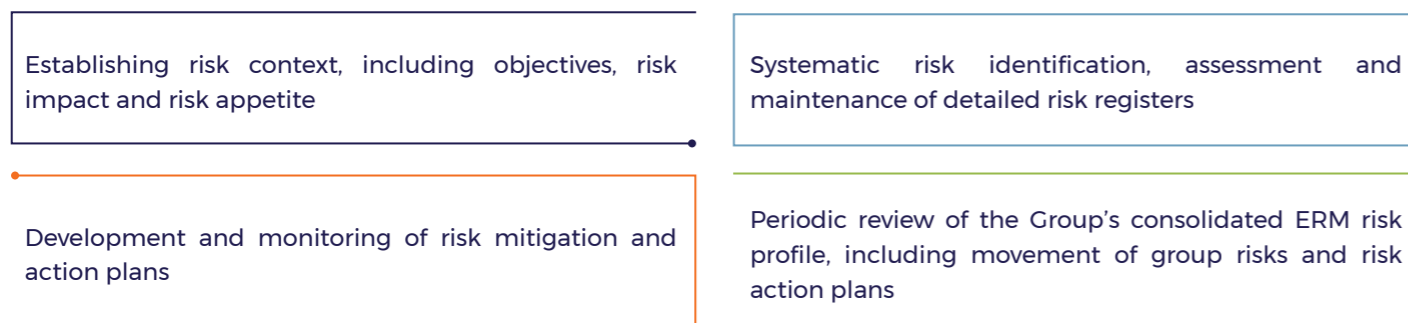 Establishing risk context, including objectives, risk
impact and risk appetite
Systematic risk identification, assessment and
maintenance of detailed risk registers
Development and monitoring of risk mitigation and
action plans
Periodic review of the Group’s consolidated ERM risk
profile, including movement of group risks and risk
action plans